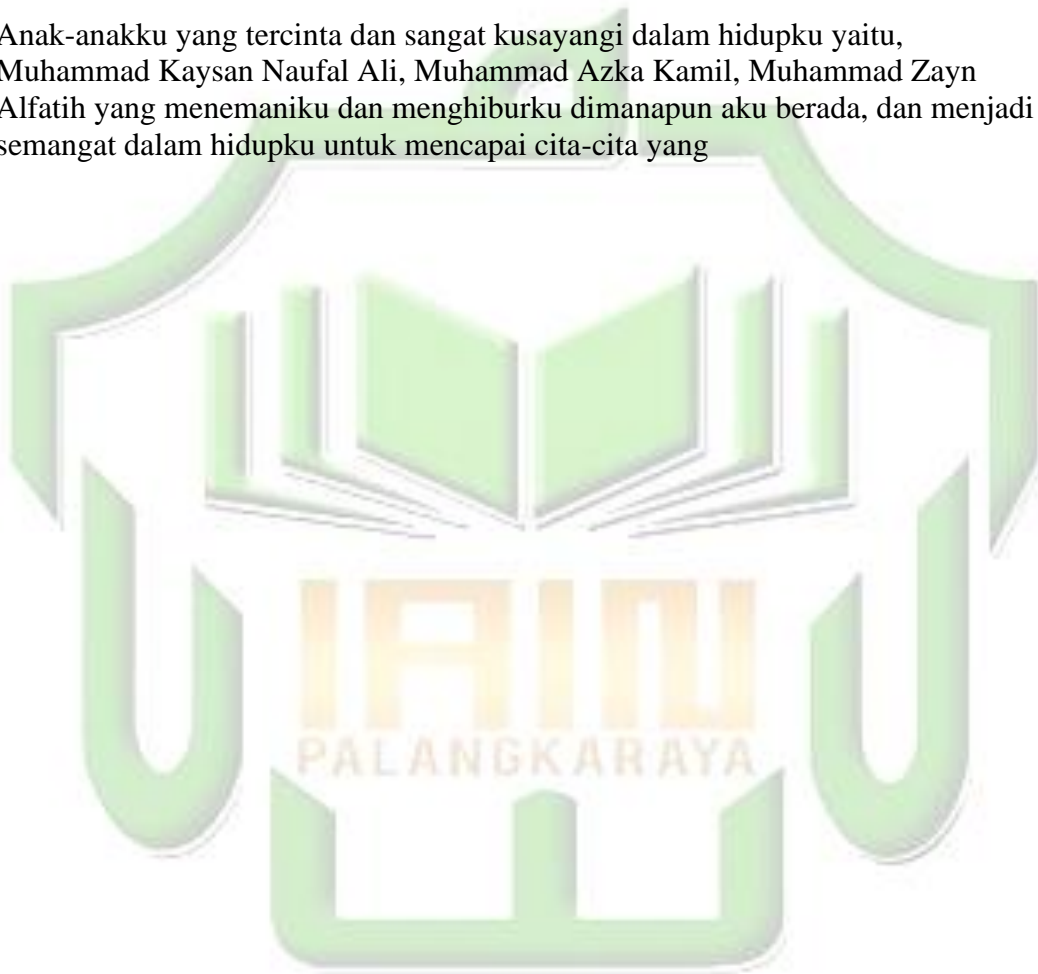 Anak-anakku yang tercinta dan sangat kusayangi dalam hidupku yaitu,
Muhammad Kaysan Naufal Ali, Muhammad Azka Kamil, Muhammad Zayn
Alfatih yang menemaniku dan menghiburku dimanapun aku berada, dan menjadi
semangat dalam hidupku untuk mencapai cita-cita yang
IAIN
PALANGKARAYA